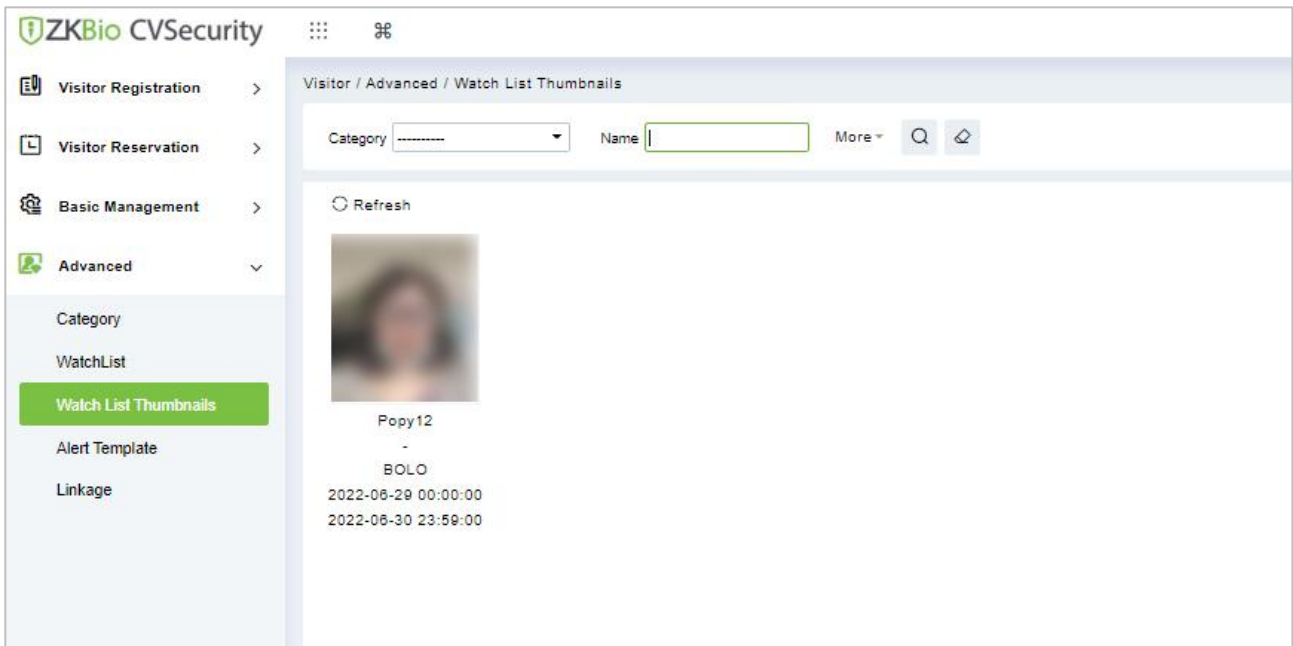 ZKBio CVSecurity
Visitor Registration
Visitor Reservation
Basic Management
Advanced
Category
WatchList
Watch List Thumbnails
Alert Template
Linkage
Visitor / Advanced / Watch List Thumbnails
Category ---------- Name More
Refresh
Popy12
-
BOLO
2022-06-29 00:00:00
2022-06-30 23:59:00